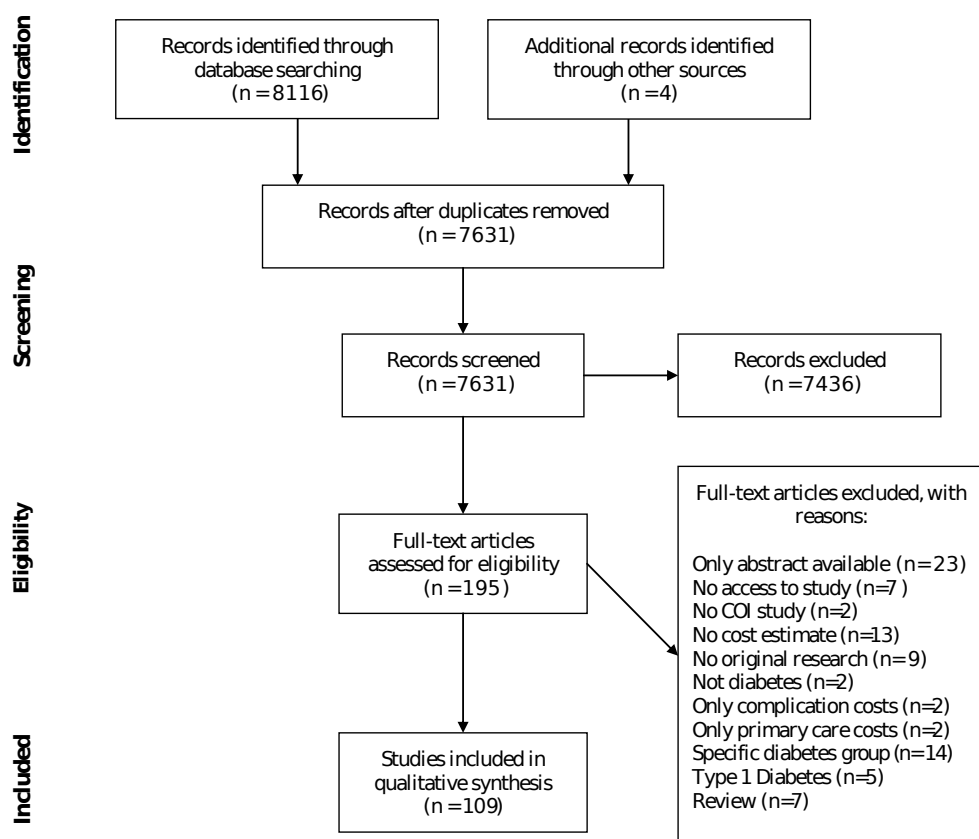 Identification
Records identified through
database searching
(n = 8116)
Additional records identified
through other sources
(n = 4)
Records after duplicates removed
(n = 7631)
Screening
Records screened
(n = 7631)
Records excluded
(n = 7436)
Eligibility
Full-text articles
assessed for eligibility
(n = 195)
Full-text articles excluded, with
reasons:
Only abstract available (n = 23)
No access to study (n=7 )
No COI study (n=2)
No cost estimate (n=13)
No original research (n= 9)
Not diabetes (n=2)
Only complication costs (n=2)
Only primary care costs (n=2)
Specific diabetes group (n=14)
Type 1 Diabetes (n=5)
Review (n=7)
Included
Studies included in
qualitative synthesis
(n = 109)